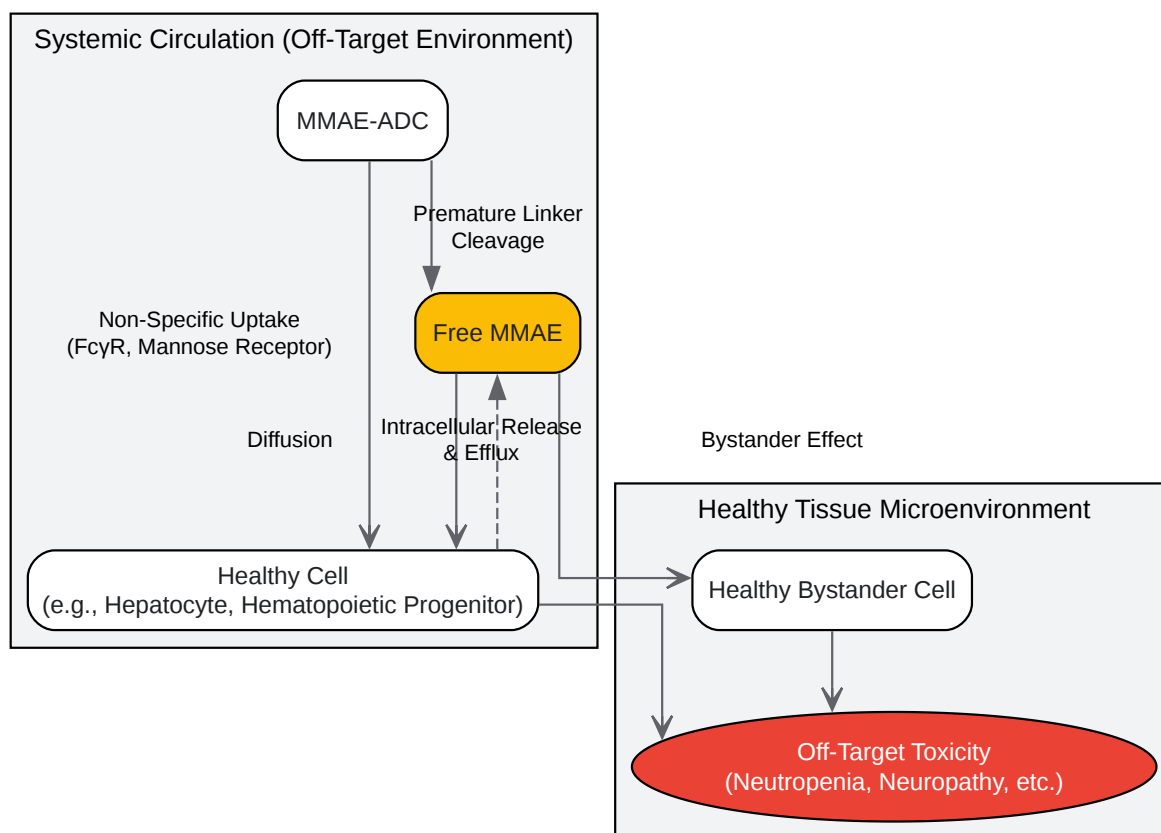 Systemic Circulation (Off-Target Environment)
MMAE-ADC
Premature Linker
Cleavage
Non-Specific Uptake
(FcγR, Mannose Receptor)
Free MMAE
Diffusion
Intracellular Release
& Efflux
Bystander Effect
Healthy Tissue Microenvironment
Healthy Cell
(e.g., Hepatocyte, Hematopoietic Progenitor)
Healthy Bystander Cell
Off-Target Toxicity
(Neutropenia, Neuropathy, etc.)